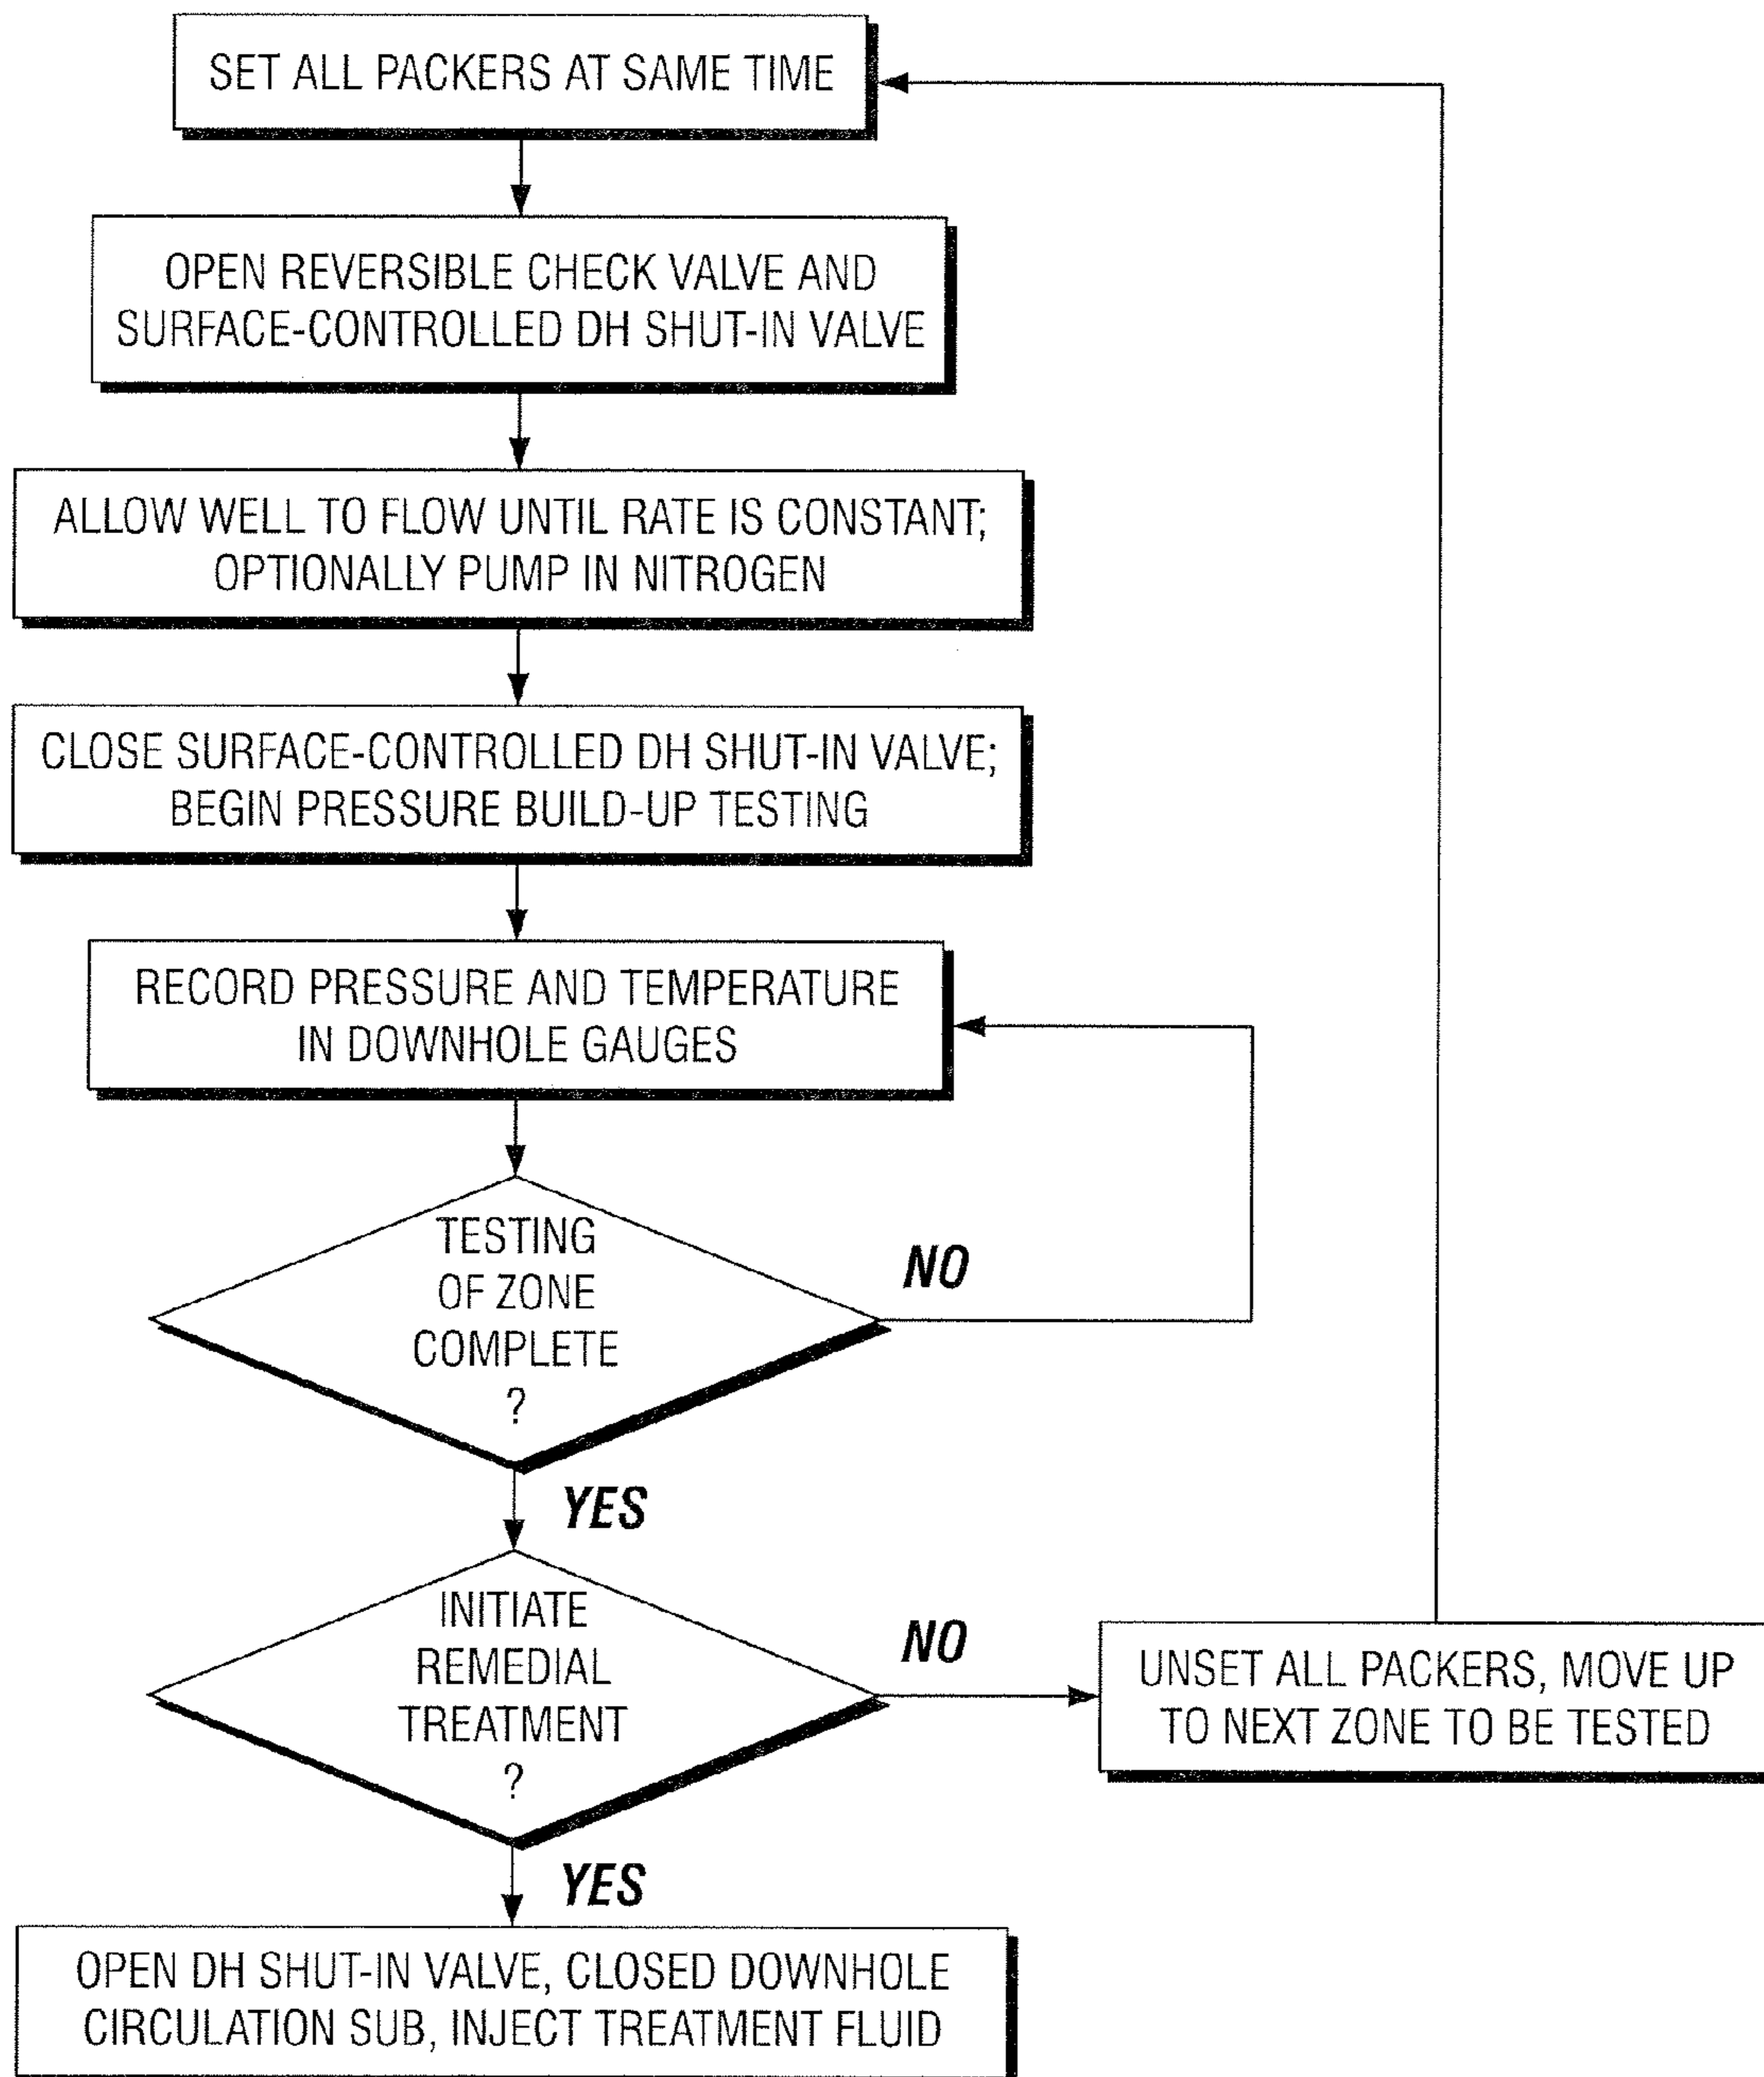 SET ALL PACKERS AT SAME TIME
OPEN REVERSIBLE CHECK VALVE AND
SURFACE-CONTROLLED DH SHUT-IN VALVE
ALLOW WELL TO FLOW UNTIL RATE IS CONSTANT;
OPTIONALLY PUMP IN NITROGEN
CLOSE SURFACE-CONTROLLED DH SHUT-IN VALVE;
BEGIN PRESSURE BUILD-UP TESTING
RECORD PRESSURE AND TEMPERATURE
IN DOWNHOLE GAUGES
TESTING
OF ZONE
COMPLETE
?
NO
YES
INITIATE
REMEDIAL
TREATMENT
?
NO
UNSET ALL PACKERS, MOVE UP
TO NEXT ZONE TO BE TESTED
YES
OPEN DH SHUT-IN VALVE, CLOSED DOWNHOLE
CIRCULATION SUB, INJECT TREATMENT FLUID